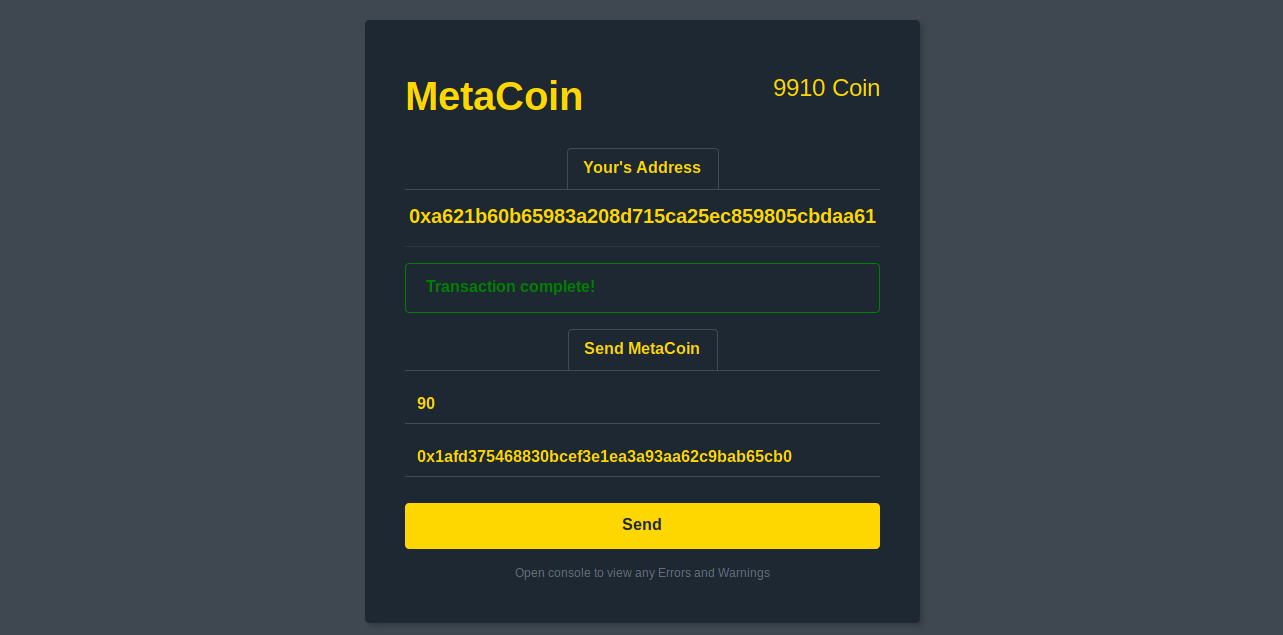 MetaCoin
9910 Coin
Your's Address
0xa621b60b65983a208d715ca25ec859805cbdaa61
Transaction complete!
Send MetaCoin
90
0x1afd375468830bcef3e1ea3a93aa62c9bab65cb0
Send
Open console to view any Errors and Warnings